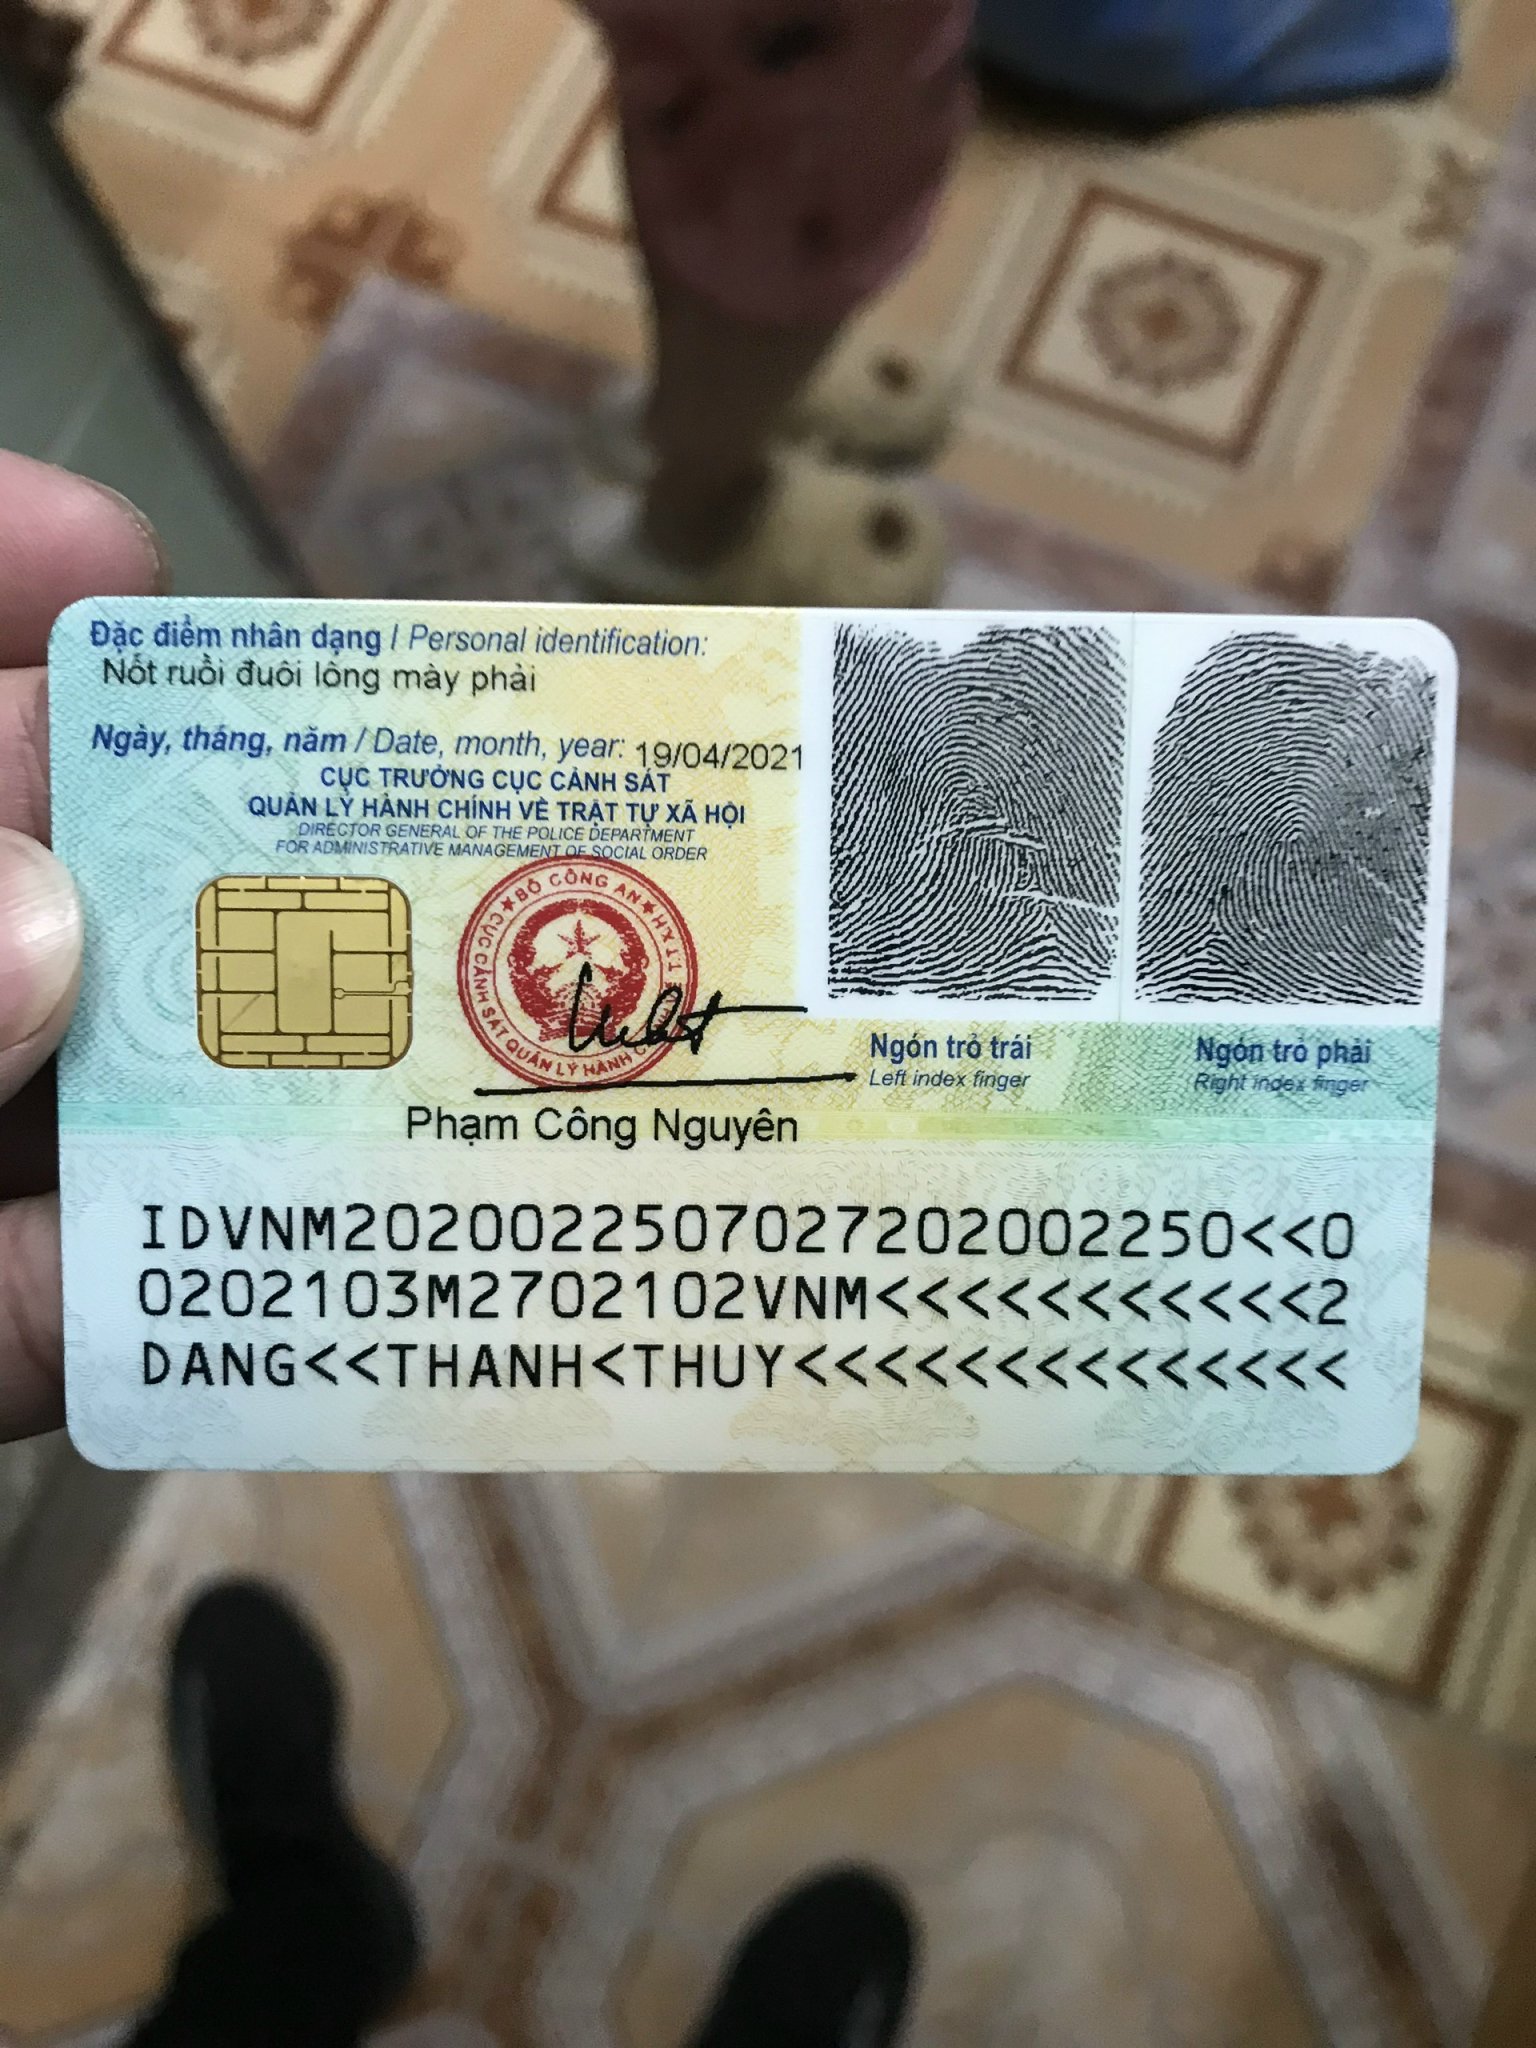 Đặc điểm nhân dạng / Personal identification:
Nốt ruồi đuôi lông mày phải
Ngày, tháng, năm / Date, month, year: 19/04/2021
CỤC TRƯỞNG CỤC CẢNH SÁT
QUẢN LÝ HÀNH CHÍNH VỀ TRẬT TỰ XÃ HỘI
DIRECTOR GENERAL OF THE POLICE DEPARTMENT
FOR ADMINISTRATIVE MANAGEMENT OF SOCIAL ORDER
BỘ CÔNG AN
CỤC CẢNH SÁT QUẢN LÝ HÀNH
TTXH
Ngón trỏ trái
Left index finger
Ngón trỏ phải
Right index finger
Phạm Công Nguyên
IDVNM2020022507027202002250<<0
0202103M2702102VNM<<<<<<<<<<<2
DANG<<THANH<THUY<<<<<<<<<<<<<<